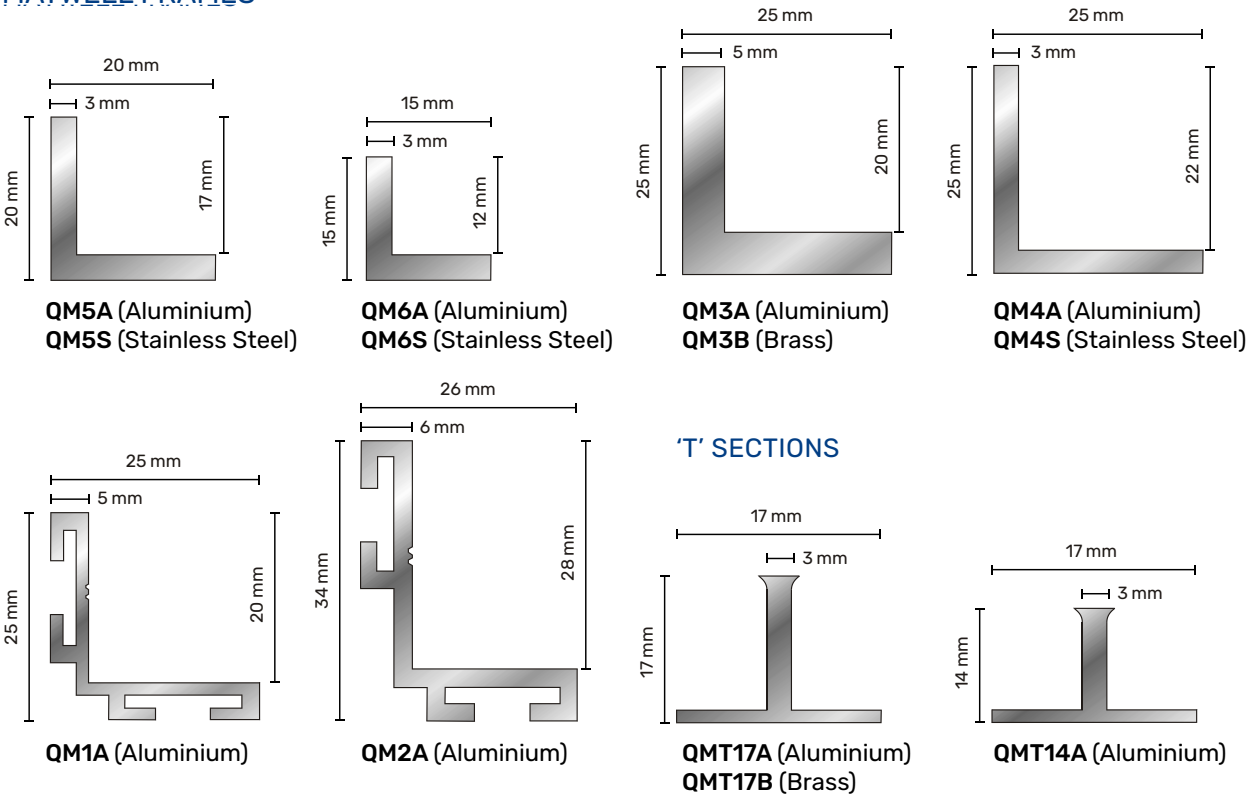 25 mm
5 mm
25 mm
20 mm
25 mm
3 mm
25 mm
22 mm
20 mm
3 mm
20 mm
17 mm
15 mm
3 mm
15 mm
12 mm
QM5A (Aluminium)
QM5S (Stainless Steel)
QM6A (Aluminium)
QM6S (Stainless Steel)
QM3A (Aluminium)
QM3B (Brass)
QM4A (Aluminium)
QM4S (Stainless Steel)
25 mm
5 mm
25 mm
20 mm
QM1A (Aluminium)
26 mm
6 mm
34 mm
28 mm
QM2A (Aluminium)
‘T’ SECTIONS
17 mm
3 mm
17 mm
QMT17A (Aluminium)
QMT17B (Brass)
17 mm
3 mm
14 mm
QMT14A (Aluminium)